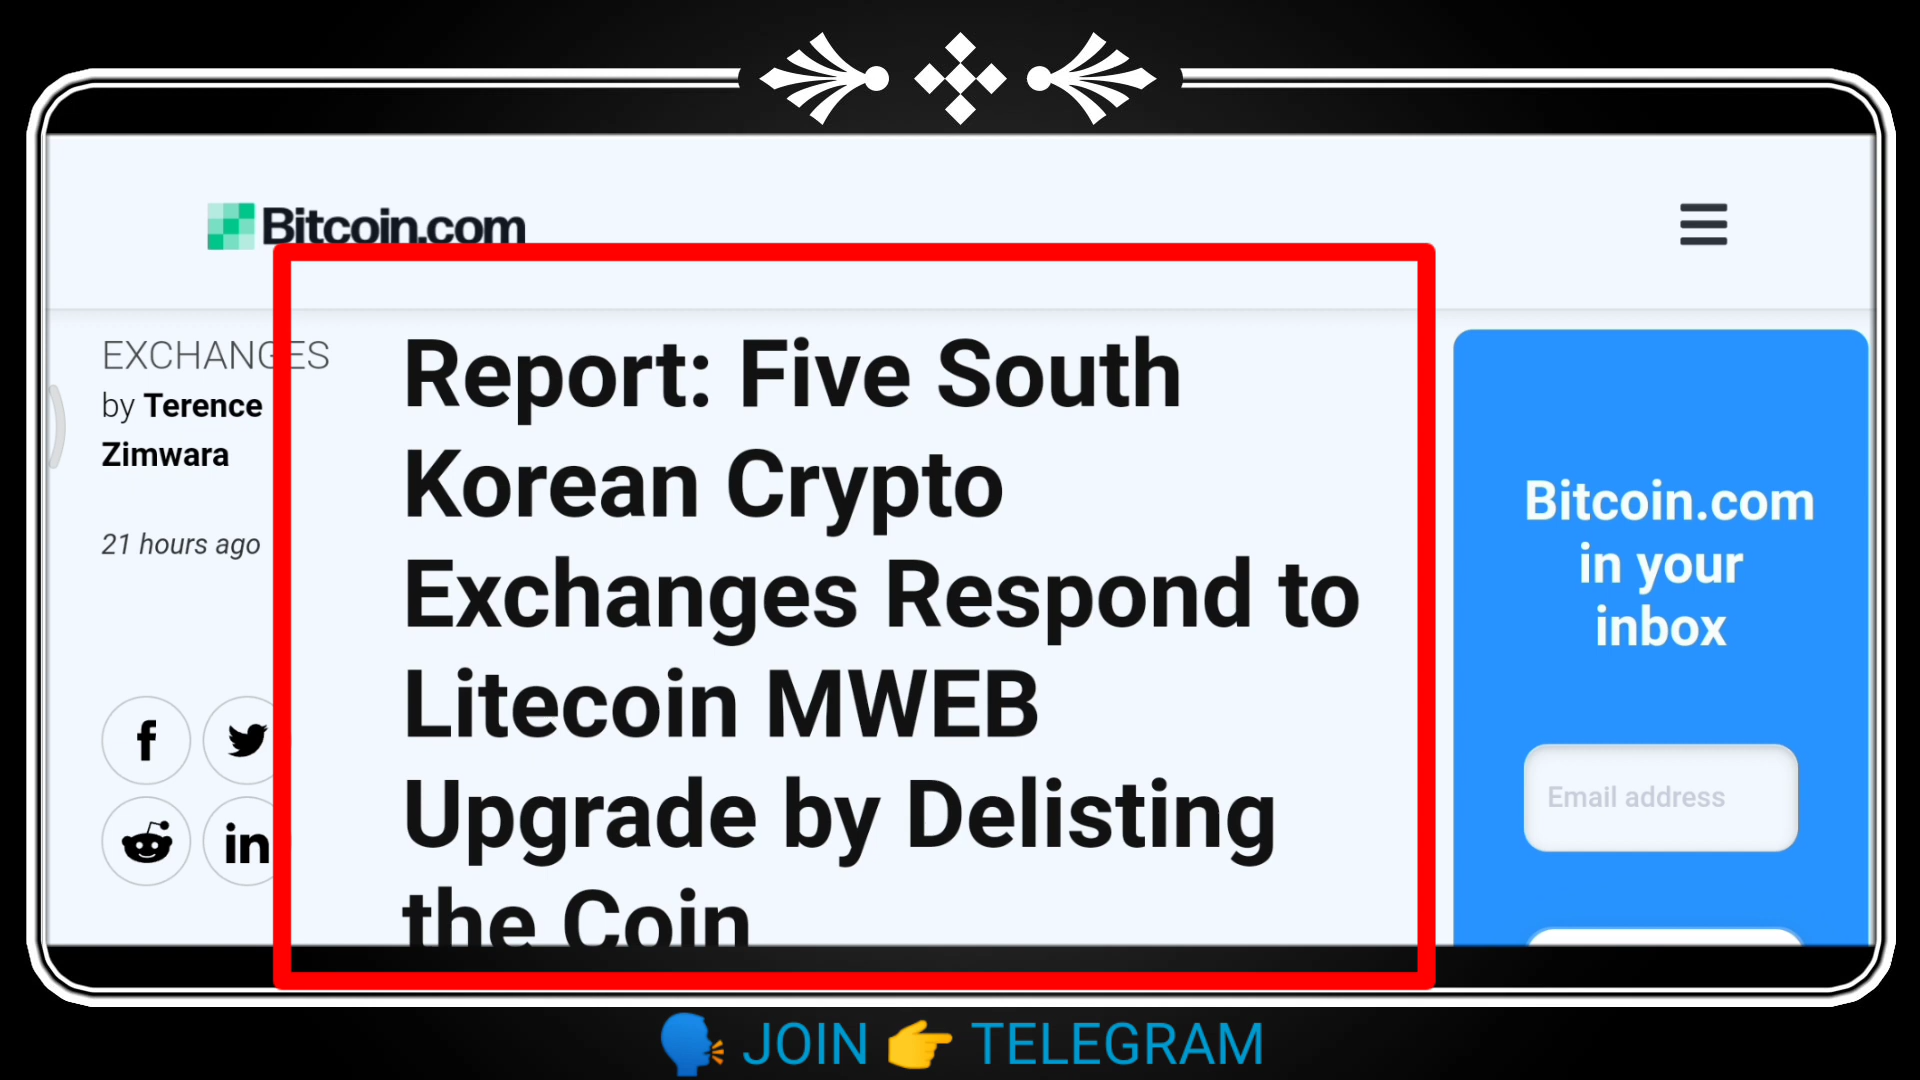 Bitcoin.com
EXCHANGES
by Terence
Zimwara
21 hours ago
Report: Five South
Korean Crypto
Exchanges Respond to
Litecoin MWEB
Upgrade by Delisting
the Coin
Bitcoin.com
in your
inbox
Email address
JOIN TELEGRAM